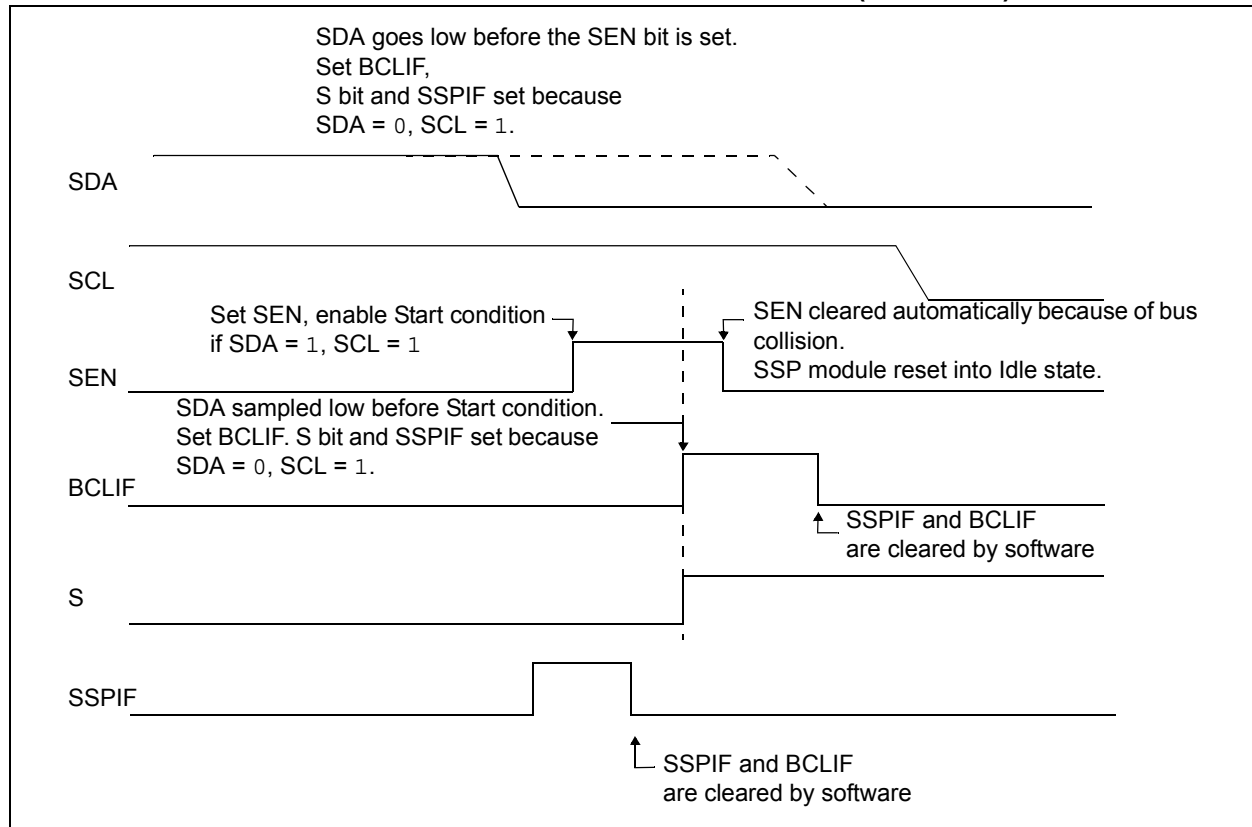 SDA goes low before the SEN bit is set.
Set BCLIF,
S bit and SSPIF set because
SDA = 0, SCL = 1.
SDA
SCL
Set SEN, enable Start condition
if SDA = 1, SCL = 1
SEN cleared automatically because of bus
collision.
SSP module reset into Idle state.
SEN
SDA sampled low before Start condition.
Set BCLIF. S bit and SSPIF set because
SDA = 0, SCL = 1.
BCLIF
SSPIF and BCLIF
are cleared by software
S
SSPIF
SSPIF and BCLIF
are cleared by software